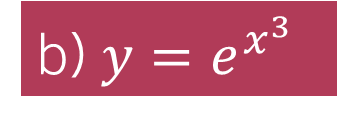 b) y = e^{x^3}